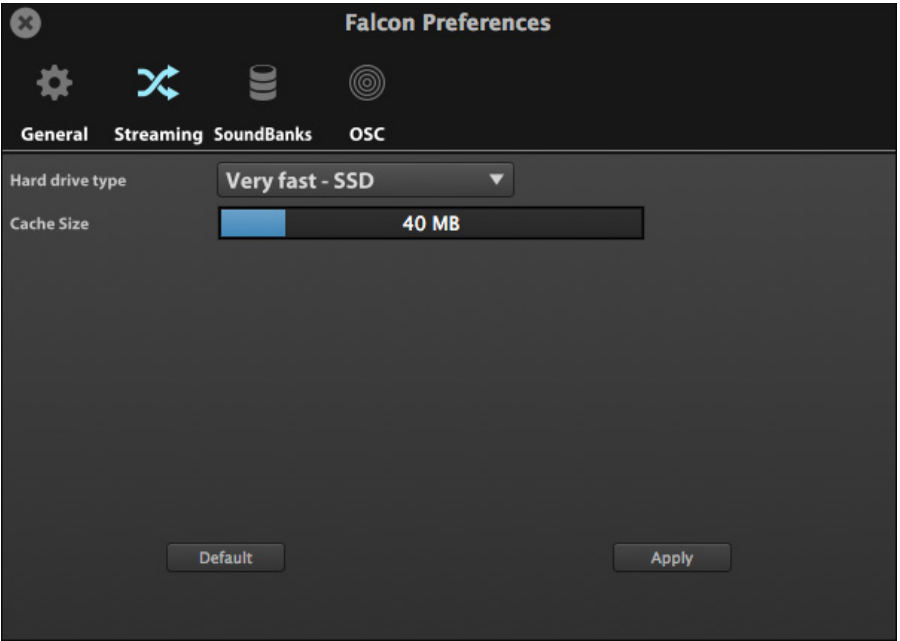 Falcon Preferences
General Streaming SoundBanks OSC
Hard drive type Very fast - SSD
Cache Size 40 MB
Default Apply